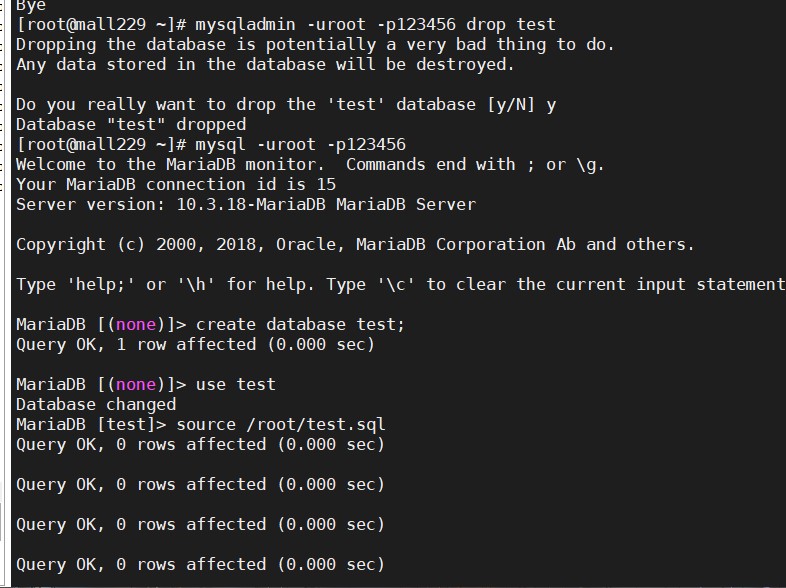 Bye
[root@mall229 ~]# mysqladmin -uroot -p123456 drop test
Dropping the database is potentially a very bad thing to do.
Any data stored in the database will be destroyed.
Do you really want to drop the 'test' database [y/N] y
Database "test" dropped
[root@mall229 ~]# mysql -uroot -p123456
Welcome to the MariaDB monitor.  Commands end with ; or \g.
Your MariaDB connection id is 15
Server version: 10.3.18-MariaDB MariaDB Server
Copyright (c) 2000, 2018, Oracle, MariaDB Corporation Ab and others.
Type 'help;' or '\h' for help. Type '\c' to clear the current input statement
MariaDB [(none)]> create database test;
Query OK, 1 row affected (0.000 sec)
MariaDB [(none)]> use test
Database changed
MariaDB [test]> source /root/test.sql
Query OK, 0 rows affected (0.000 sec)
Query OK, 0 rows affected (0.000 sec)
Query OK, 0 rows affected (0.000 sec)
Query OK, 0 rows affected (0.000 sec)